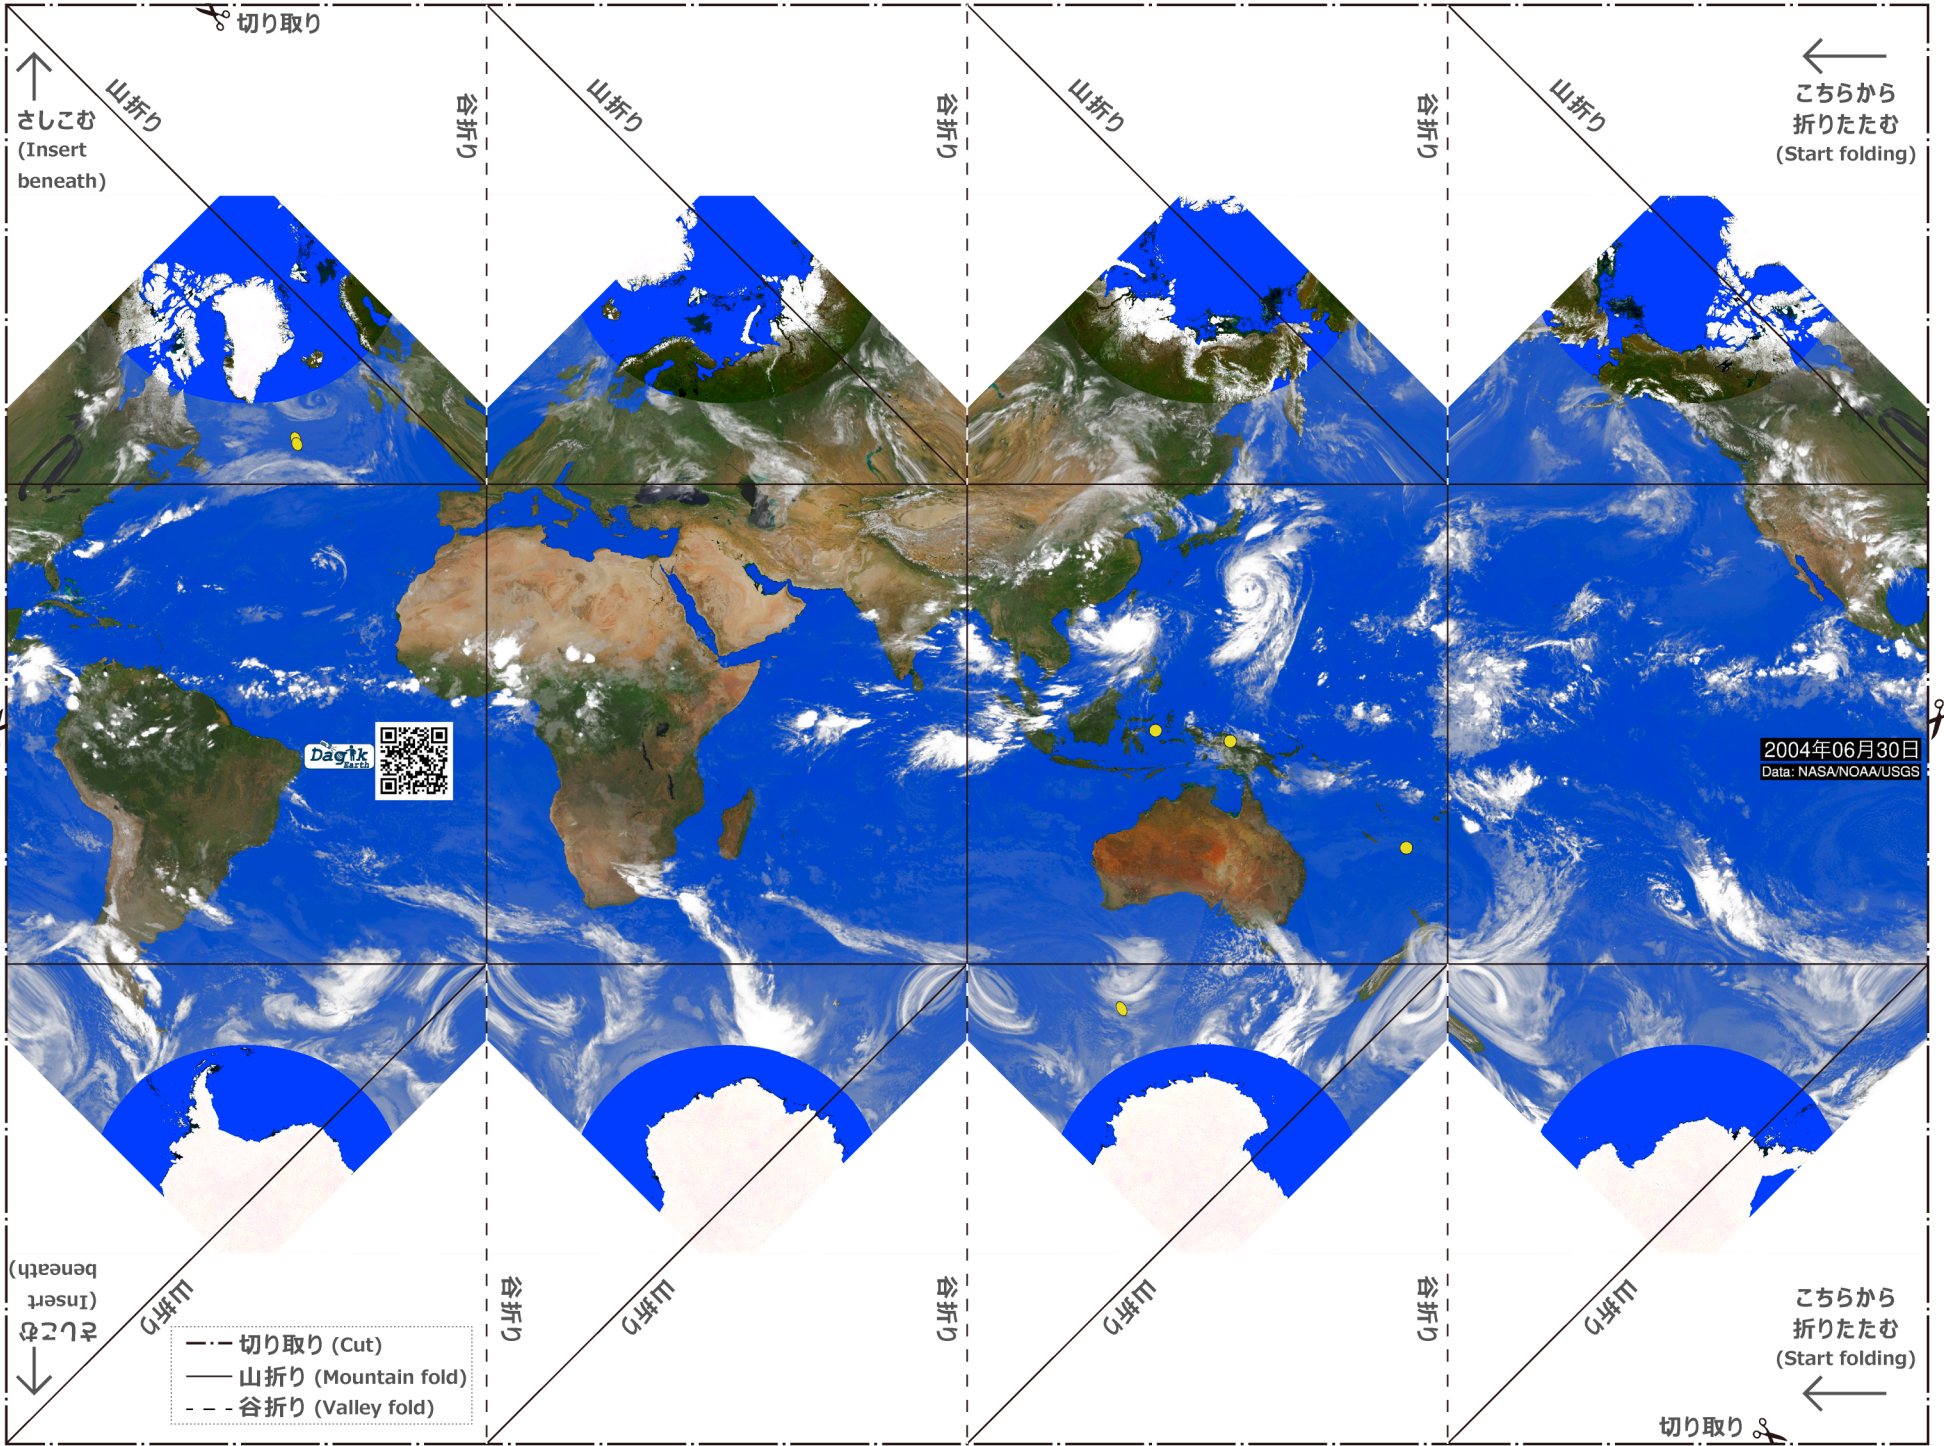 切り取り
山折り
谷折り
山折り
谷折り
山折り
谷折り
山折り
さしこむ
(Insert
beneath)
こちらから
折りたたむ
(Start folding)
Dagik
Earth
2004年06月30日
Data: NASA/NOAA/USGS
さしこむ
(Insert
beneath)
山折り
谷折り
山折り
谷折り
山折り
谷折り
山折り
こちらから
折りたたむ
(Start folding)
切り取り (Cut)
山折り (Mountain fold)
谷折り (Valley fold)
切り取り